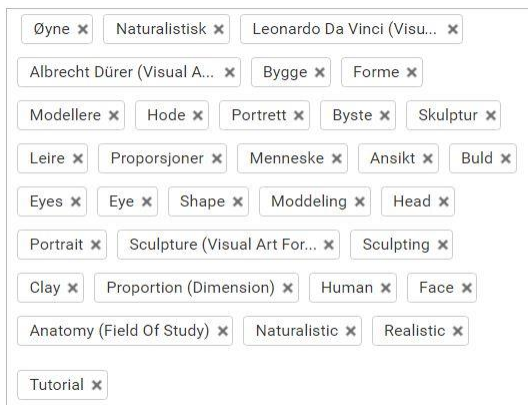 Øyne × Naturalistisk × Leonardo Da Vinci (Visu... ×
Albrecht Dürer (Visual A... × Bygge × Forme ×
Modellere × Hode × Portrett × Byste × Skulptur ×
Leire × Proporsjoner × Menneske × Ansikt × Buld ×
Eyes × Eye × Shape × Moddeling × Head ×
Portrait × Sculpture (Visual Art For... × Sculpting ×
Clay × Proportion (Dimension) × Human × Face ×
Anatomy (Field Of Study) × Naturalistic × Realistic ×
Tutorial ×